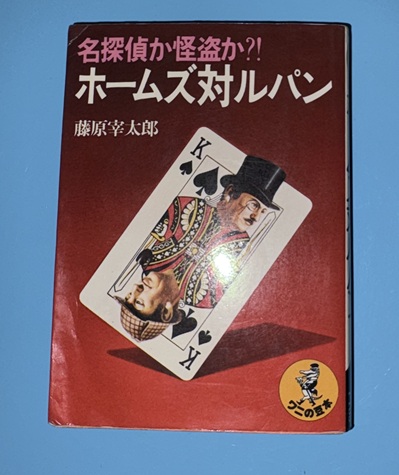 名探偵か怪盗か?!
ホームズ対ルパン
藤原宰太郎
K
K
ワニの豆本